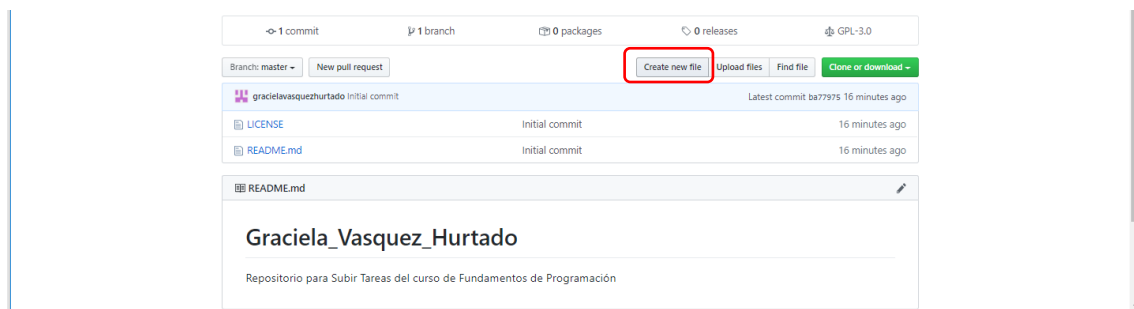 1 commit 1 branch 0 packages 0 releases GPL-3.0
Branch: master New pull request Create new file Upload files Find file Clone or download
gracielavasquezhurtado Initial commit Latest commit ba77975 16 minutes ago
LICENSE Initial commit 16 minutes ago
README.md Initial commit 16 minutes ago
README.md
Graciela_Vasquez_Hurtado
Repositorio para Subir Tareas del curso de Fundamentos de Programación